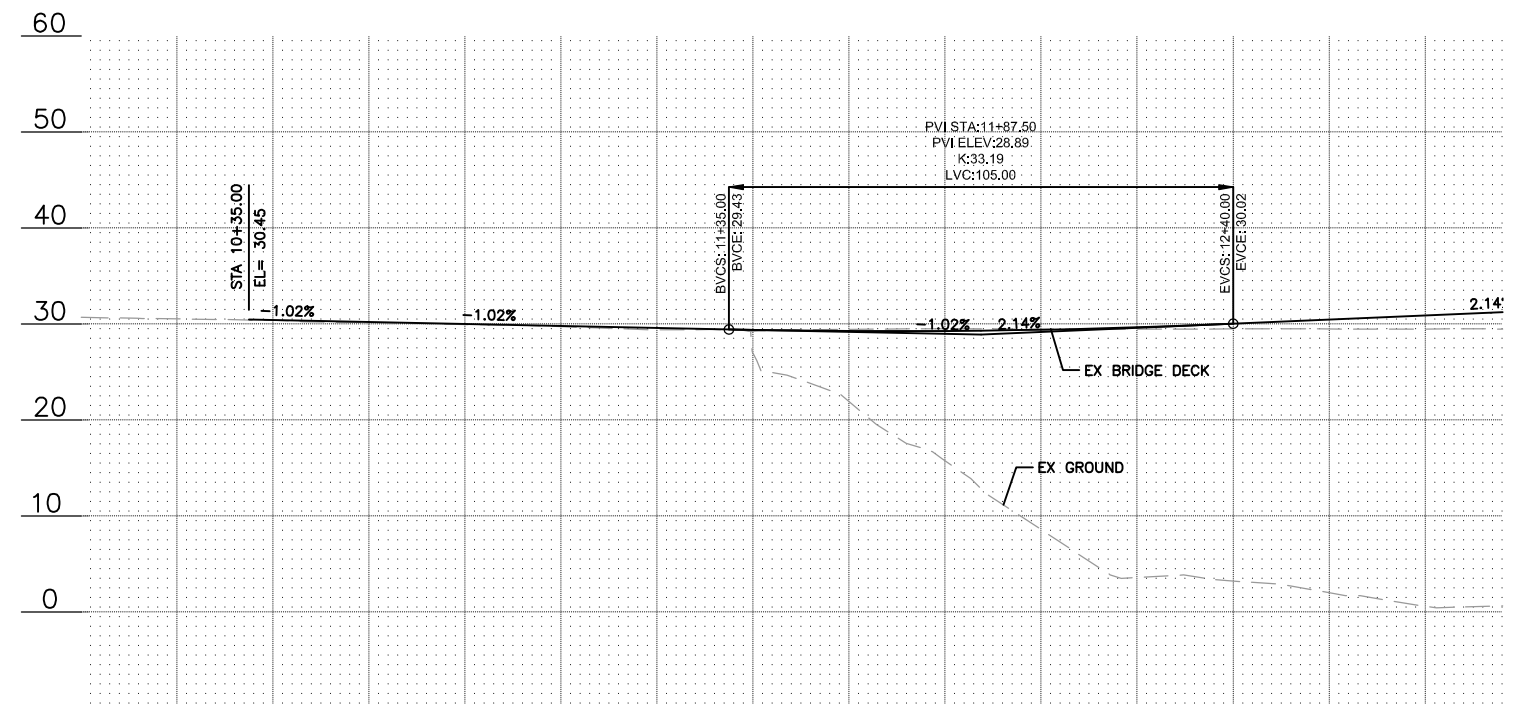 60
50
PVI STA:11+87.50
PVI ELEV:28.89
K:33.19
LVC:105.00
40
STA 10+35.00
EL= 30.45
BVCS: 11+35.00
BVCE: 29.43
EVCS: 12+40.00
EVCE: 30.02
30
-1.02%
-1.02%
-1.02%
2.14%
2.14
EX BRIDGE DECK
20
EX GROUND
10
0